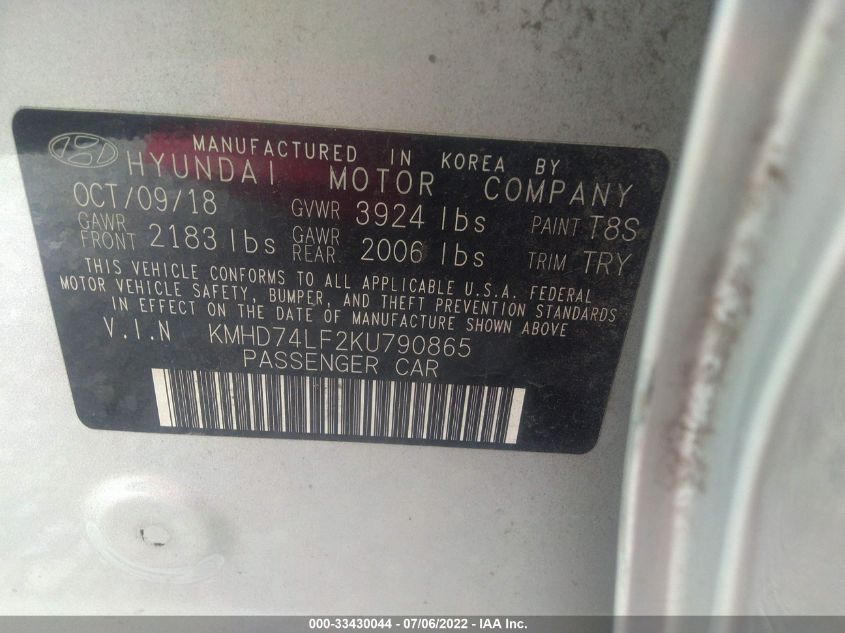 MANUFACTURED IN KOREA BY
HYUNDAI MOTOR COMPANY
OCT/09/18 GVWR 3924 lbs PAINT T8S
GAWR FRONT 2183 lbs GAWR REAR 2006 lbs TRIM TRY
THIS VEHICLE CONFORMS TO ALL APPLICABLE U.S.A. FEDERAL
MOTOR VEHICLE SAFETY, BUMPER, AND THEFT PREVENTION STANDARDS
IN EFFECT ON THE DATE OF MANUFACTURE SHOWN ABOVE
V.I.N KMHD74LF2KU790865
PASSENGER CAR
000-33430044 - 07/06/2022 - IAA Inc.